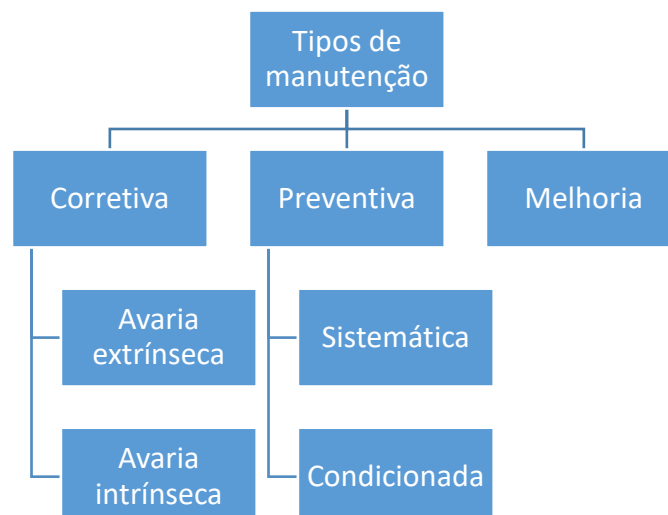 Tipos de
manutenção
Corretiva
Preventiva
Melhoria
Avaria
extrínseca
Sistemática
Avaria
intrínseca
Condicionada